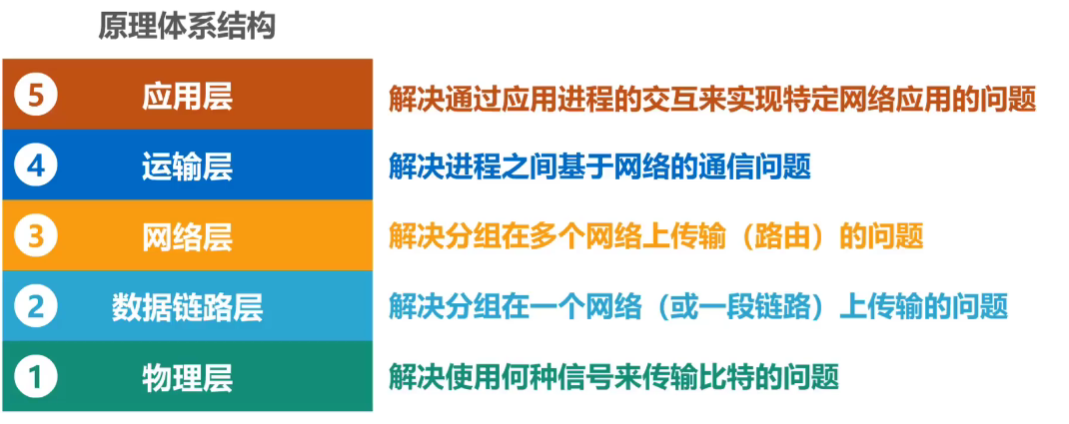 原理体系结构
5 应用层 解决通过应用进程的交互来实现特定网络应用的问题
4 运输层 解决进程之间基于网络的通信问题
3 网络层 解决分组在多个网络上传输（路由）的问题
2 数据链路层 解决分组在一个网络（或一段链路）上传输的问题
1 物理层 解决使用何种信号来传输比特的问题